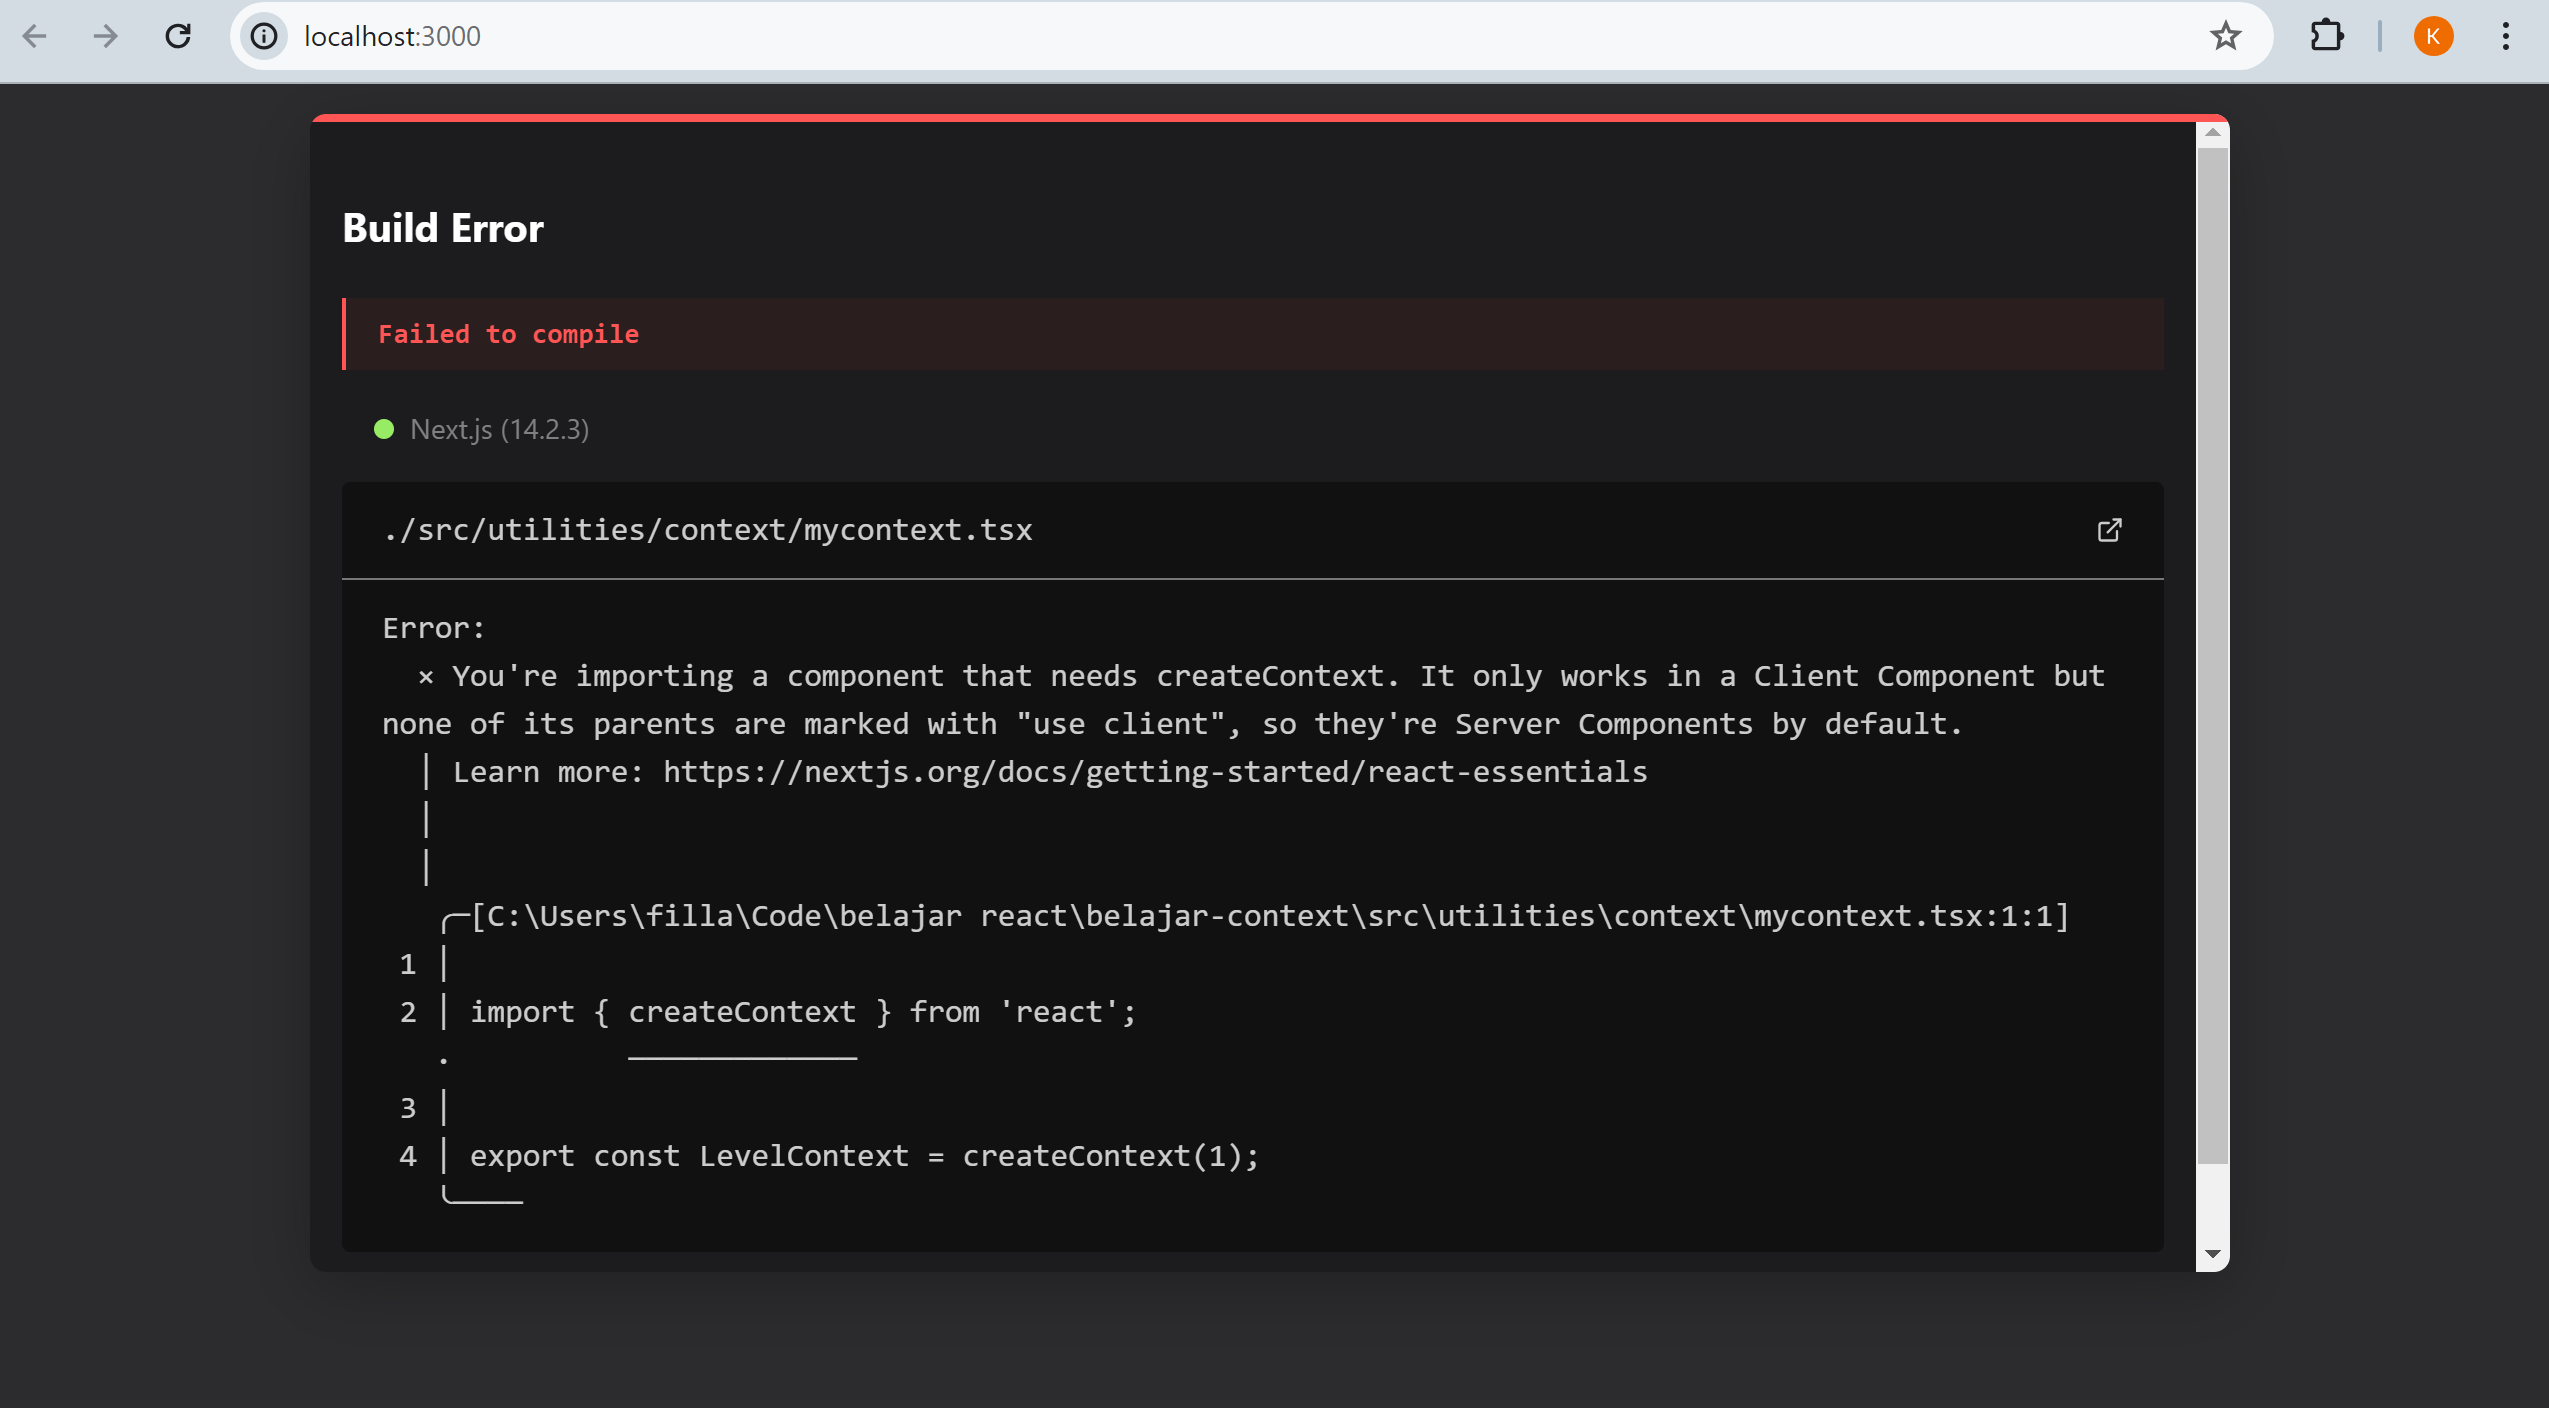 localhost:3000
K
Build Error
Failed to compile
Next.js (14.2.3)
./src/utilities/context/mycontext.tsx
Error:
× You're importing a component that needs createContext. It only works in a Client Component but
none of its parents are marked with "use client", so they're Server Components by default.
│ Learn more: https://nextjs.org/docs/getting-started/react-essentials
│
│
╭─[C:\Users\filla\Code\belajar react\belajar-context\src\utilities\context\mycontext.tsx:1:1]
1 │
2 │ import { createContext } from 'react';
· ─────────────
3 │
4 │ export const LevelContext = createContext(1);
╰────